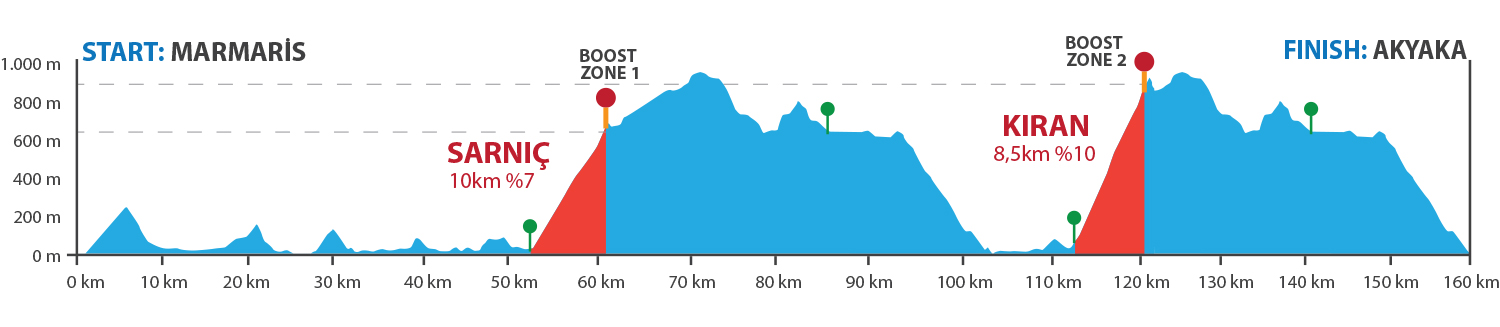 START: MARMARİS
FINISH: AKYAKA
BOOST
ZONE 1
BOOST
ZONE 2
SARNIÇ
10km %7
KIRAN
8,5km %10
1.000 m
800 m
600 m
400 m
200 m
0 m
0 km
10 km
20 km
30 km
40 km
50 km
60 km
70 km
80 km
90 km
100 km
110 km
120 km
130 km
140 km
150 km
160 km